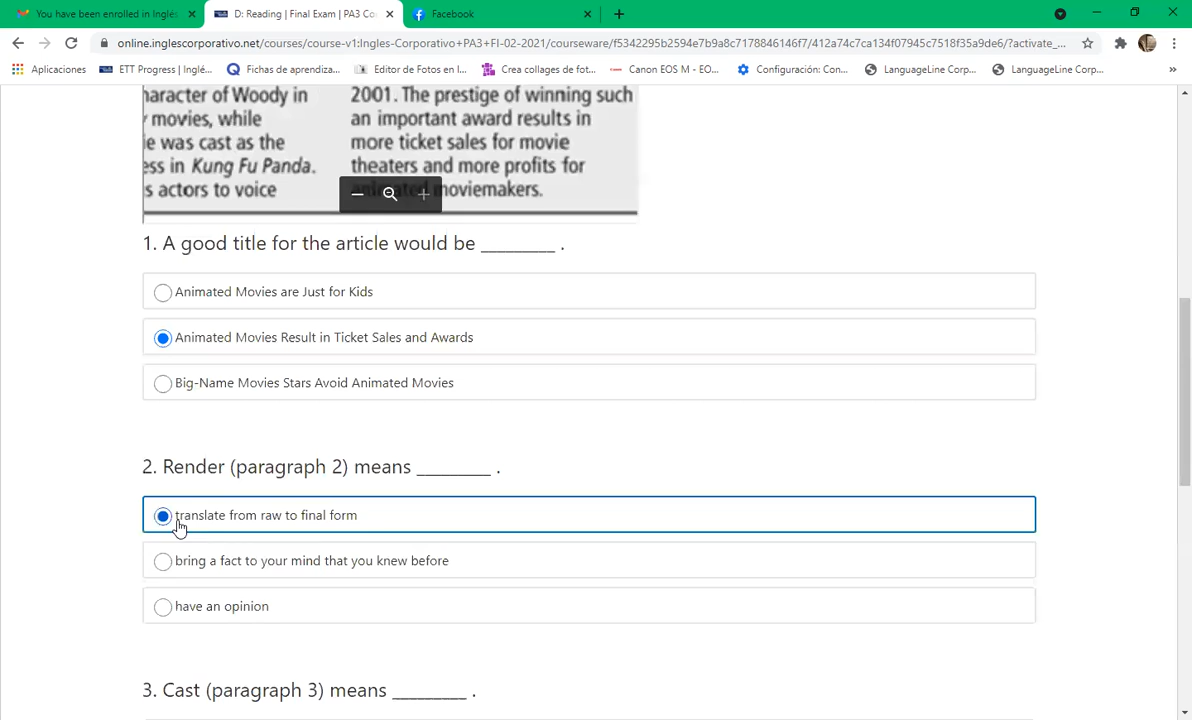 You have been enrolled in Inglés
D: Reading | Final Exam | PA3 Co
Facebook
online.inglescorporativo.net/courses/course-v1:Ingles-Corporativo+PA3+FI-02-2021/courseware/f5342295b2594e7b9a8c7178846146f7/412a74c7ca134f07945c7518f35a9de6/?activate_...
Aplicaciones
ETT Progress | Inglé...
Fichas de aprendiza...
Editor de Fotos en l...
Crea collages de fot...
Canon EOS M - EO...
Configuración: Con...
LanguageLine Corp...
LanguageLine Corp...
haracter of Woody in
movies, while
ie was cast as the
ess in Kung Fu Panda.
s actors to voice
2001. The prestige of winning such
an important award results in
more ticket sales for movie
theaters and more profits for
animated moviemakers.
1. A good title for the article would be ________ .
Animated Movies are Just for Kids
Animated Movies Result in Ticket Sales and Awards
Big-Name Movies Stars Avoid Animated Movies
2. Render (paragraph 2) means ________ .
translate from raw to final form
bring a fact to your mind that you knew before
have an opinion
3. Cast (paragraph 3) means ________ .